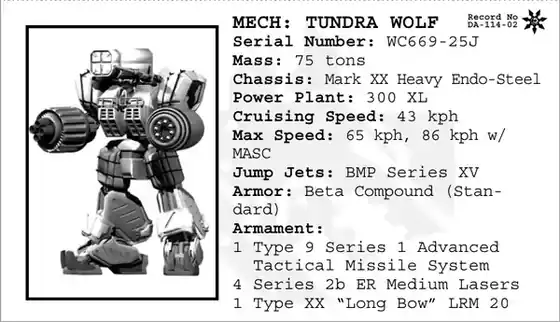 MECH: TUNDRA WOLF
Record No
DA-114-02
Serial Number: WC669-25J
Mass: 75 tons
Chassis: Mark XX Heavy Endo-Steel
Power Plant: 300 XL
Cruising Speed: 43 kph
Max Speed: 65 kph, 86 kph w/
MASC
Jump Jets: BMP Series XV
Armor: Beta Compound (Stan-
dard)
Armament:
1 Type 9 Series 1 Advanced
Tactical Missile System
4 Series 2b ER Medium Lasers
1 Type XX “Long Bow” LRM 20